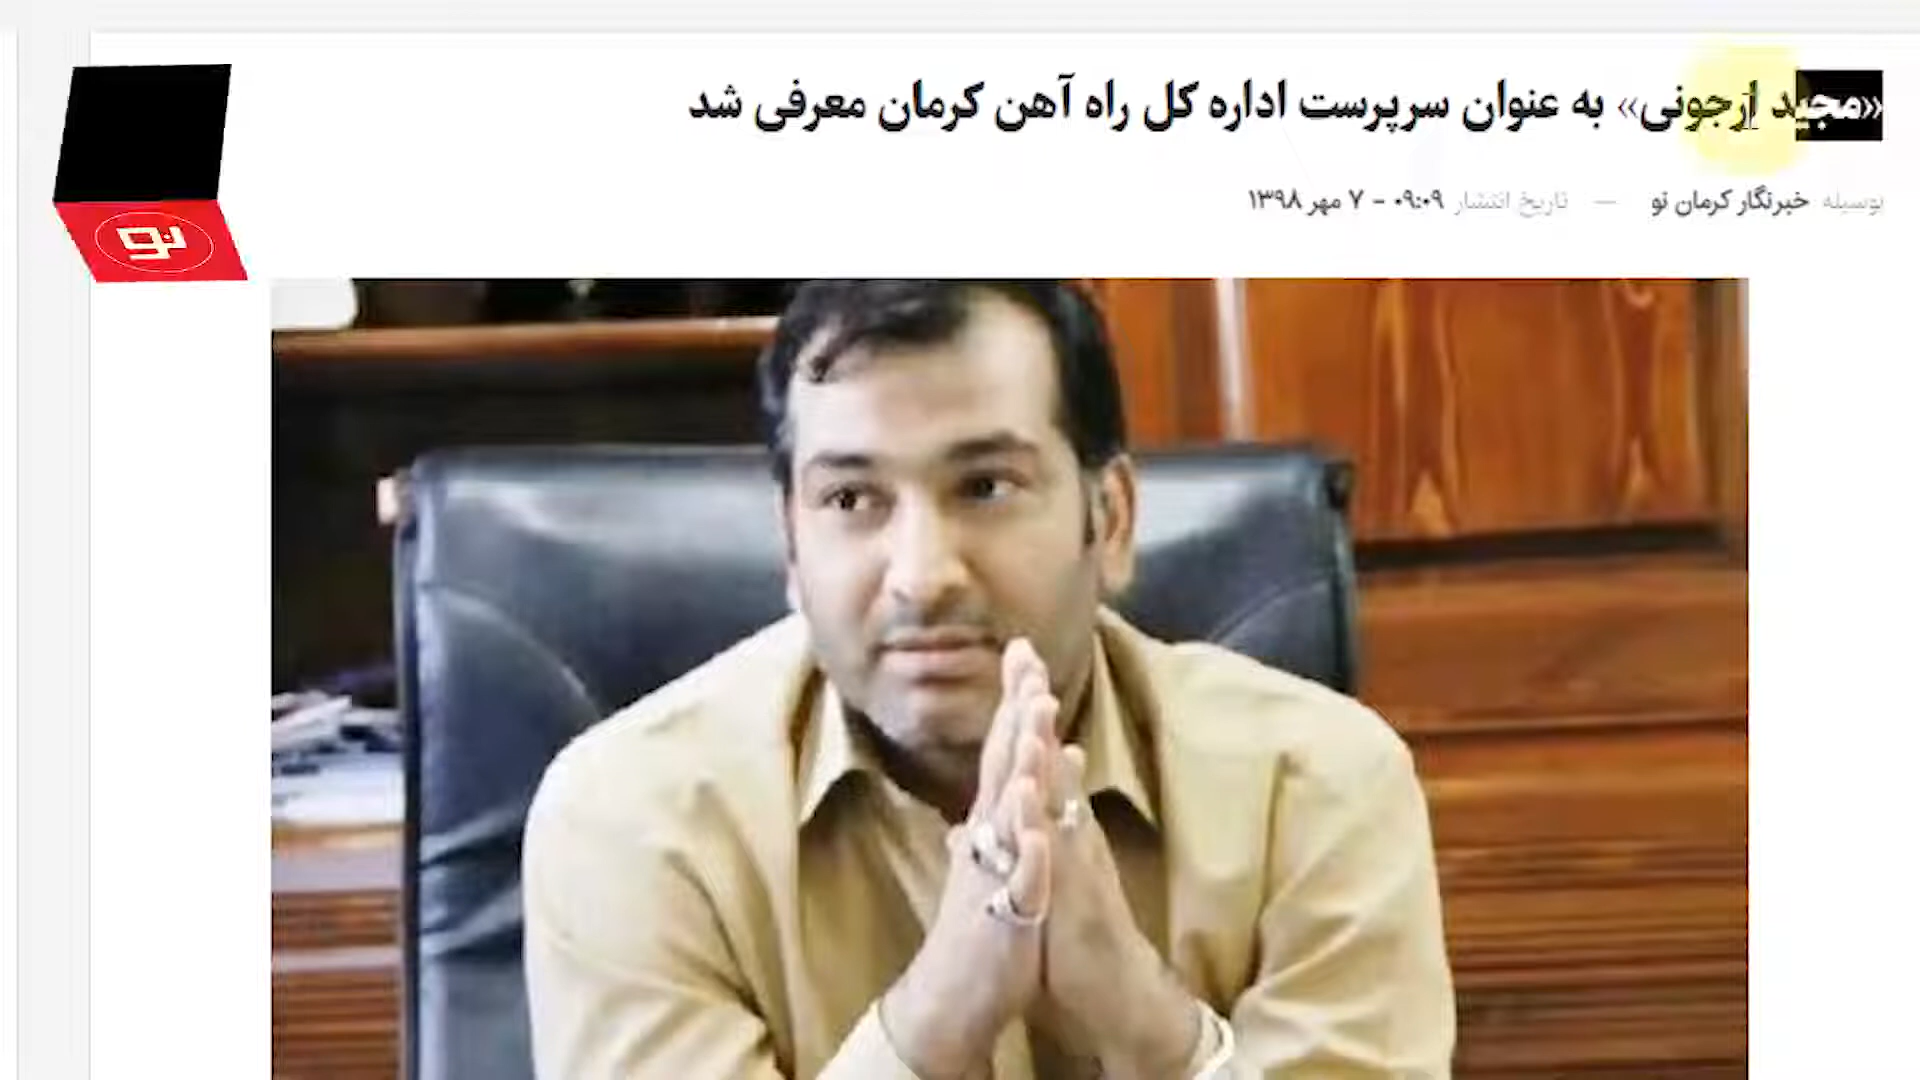 «مجید ارجونی» به عنوان سرپرست اداره کل راه آهن کرمان معرفی شد
بوسیله خبرنگار کرمان نو — تاریخ انتشار ۰۹:۰۹ - ۷ مهر ۱۳۹۸
نو